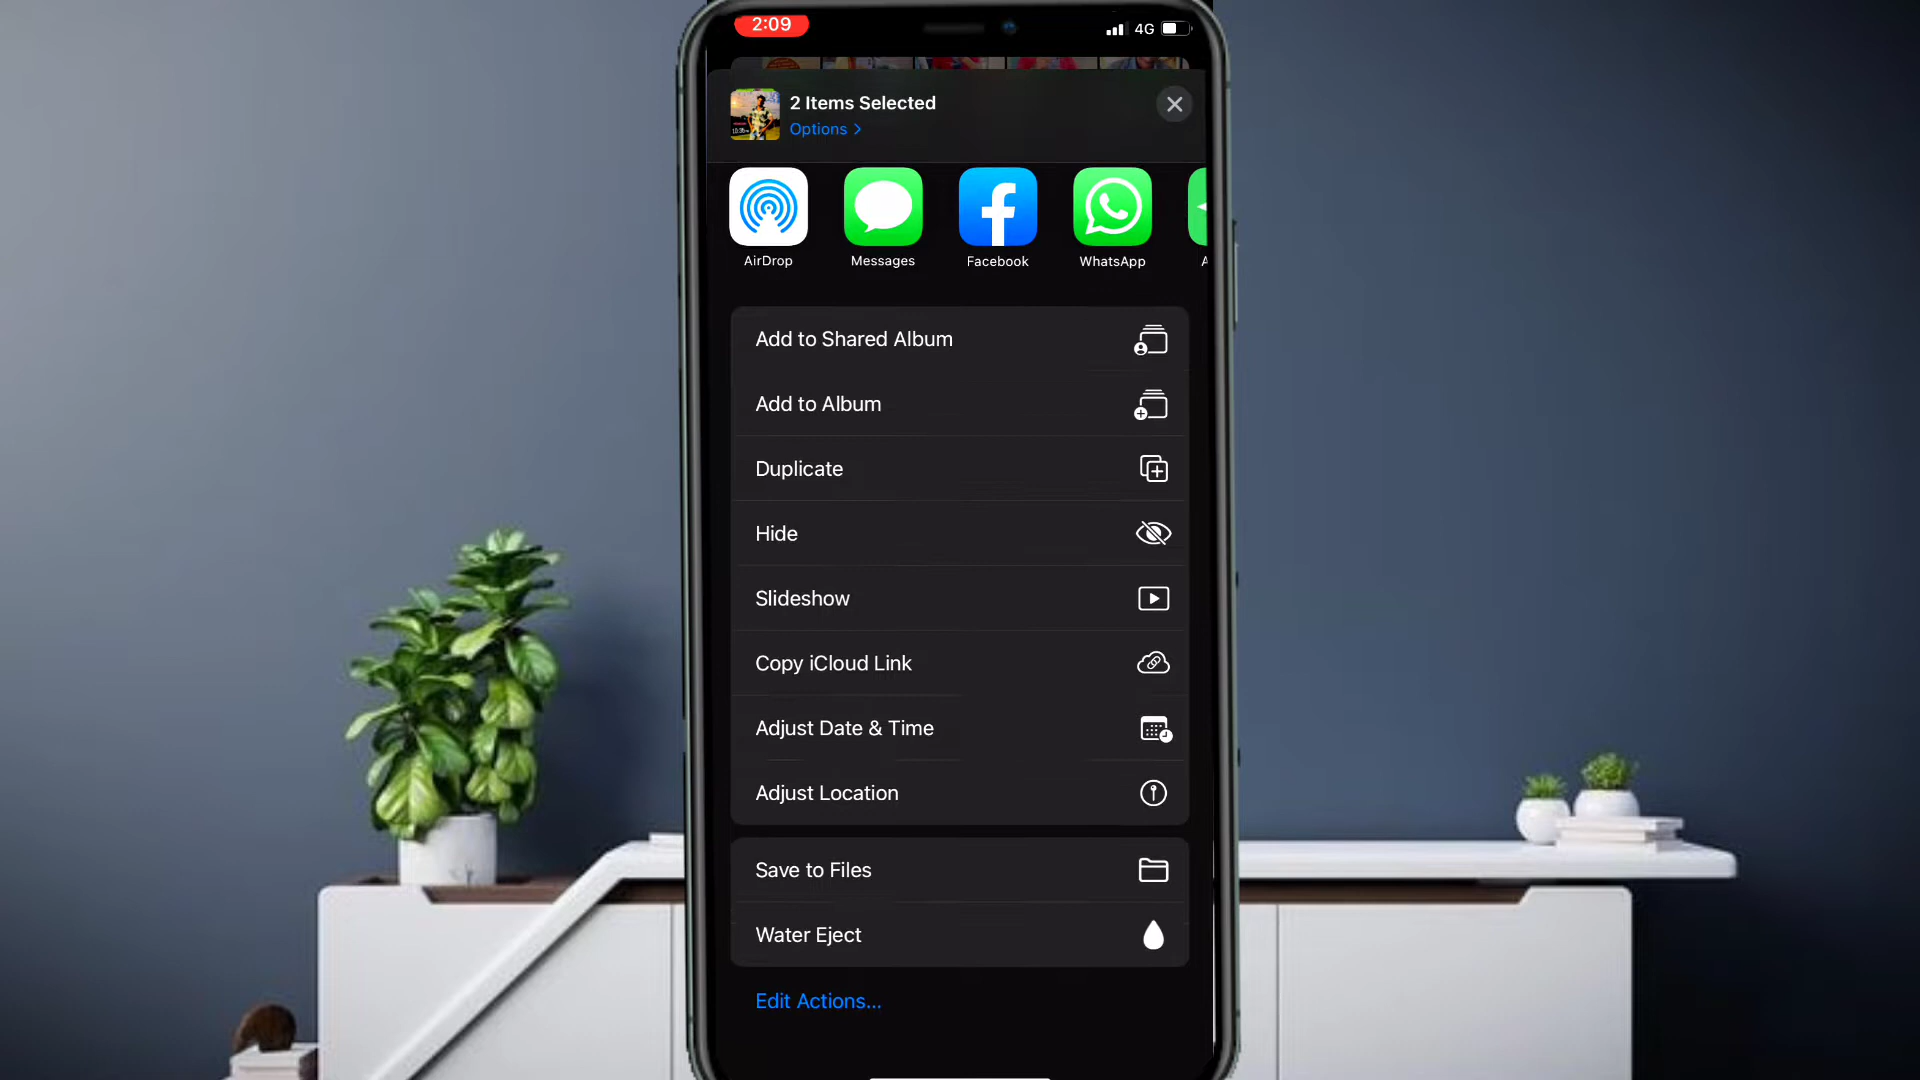 2:09
4G
2 Items Selected
Options
AirDrop
Messages
Facebook
WhatsApp
Add to Shared Album
Add to Album
Duplicate
Hide
Slideshow
Copy iCloud Link
Adjust Date & Time
Adjust Location
Save to Files
Water Eject
Edit Actions...